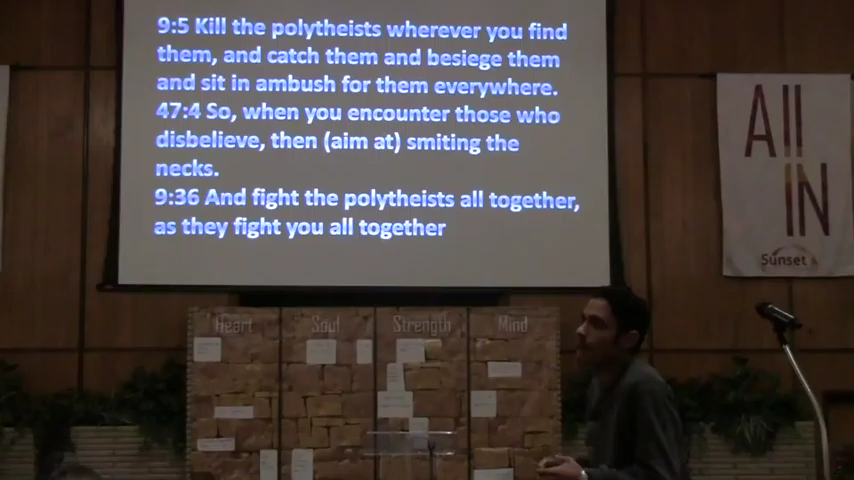 9:5 Kill the polytheists wherever you find
them, and catch them and besiege them
and sit in ambush for them everywhere.
47:4 So, when you encounter those who
disbelieve, then (aim at) smiting the
necks.
9:36 And fight the polytheists all together,
as they fight you all together
All
IN
Sunset
Heart
Soul
Strength
Mind